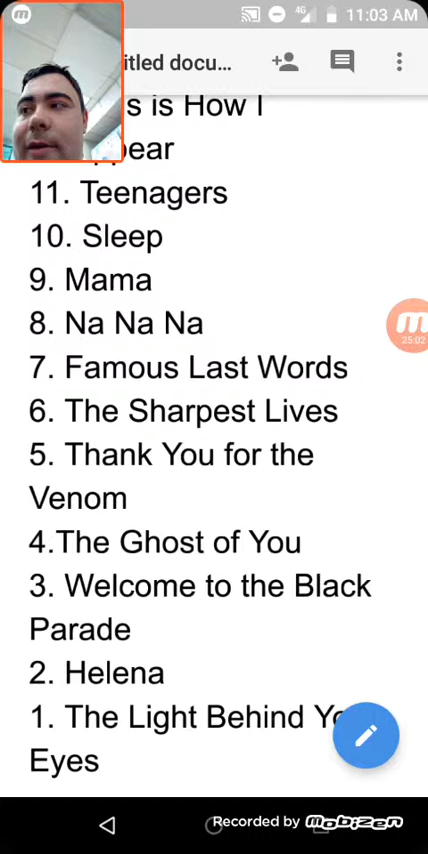 11:03 AM
itled docu...
s is How I
pear
11. Teenagers
10. Sleep
9. Mama
8. Na Na Na
25:02
7. Famous Last Words
6. The Sharpest Lives
5. Thank You for the
Venom
4.The Ghost of You
3. Welcome to the Black
Parade
2. Helena
1. The Light Behind Yo
Eyes
Recorded by mobizen